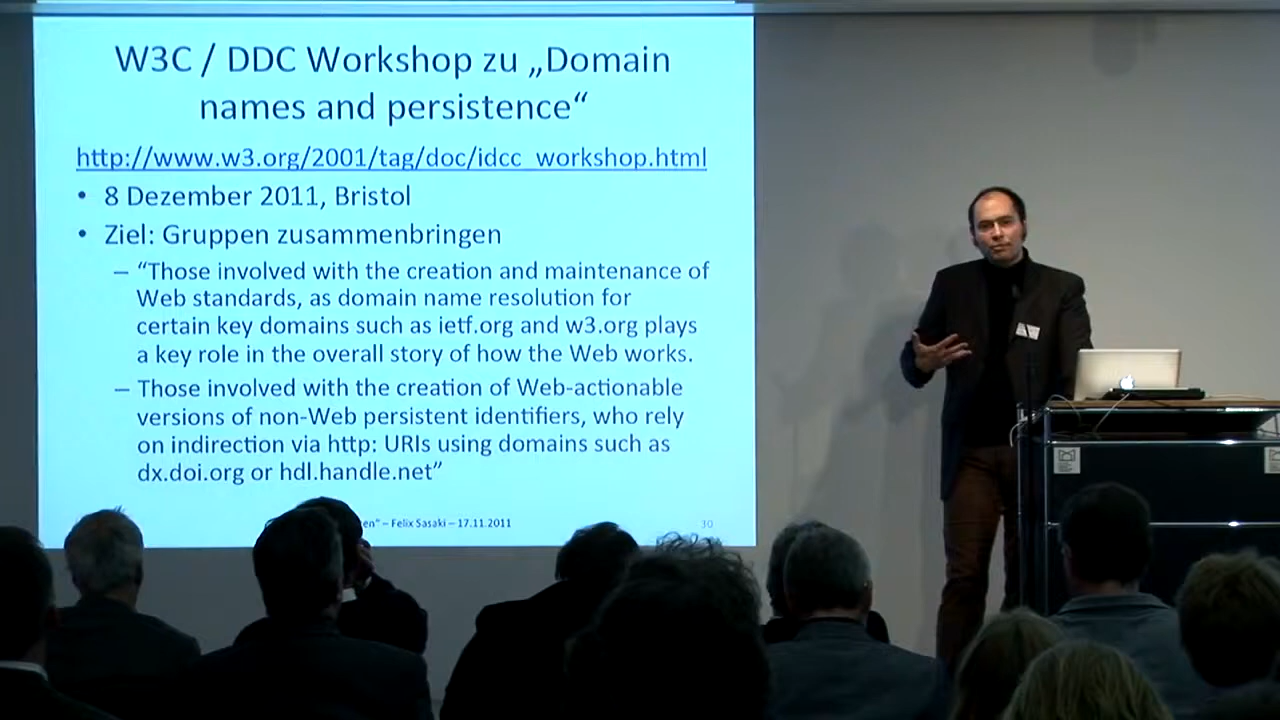 W3C / DDC Workshop zu „Domain
names and persistence“
http://www.w3.org/2001/tag/doc/idcc_workshop.html
• 8 Dezember 2011, Bristol
• Ziel: Gruppen zusammenbringen
– “Those involved with the creation and maintenance of
Web standards, as domain name resolution for
certain key domains such as ietf.org and w3.org plays
a key role in the overall story of how the Web works.
– Those involved with the creation of Web-actionable
versions of non-Web persistent identifiers, who rely
on indirection via http: URIs using domains such as
dx.doi.org or hdl.handle.net”
en“ – Felix Sasaki – 17.11.2011 30